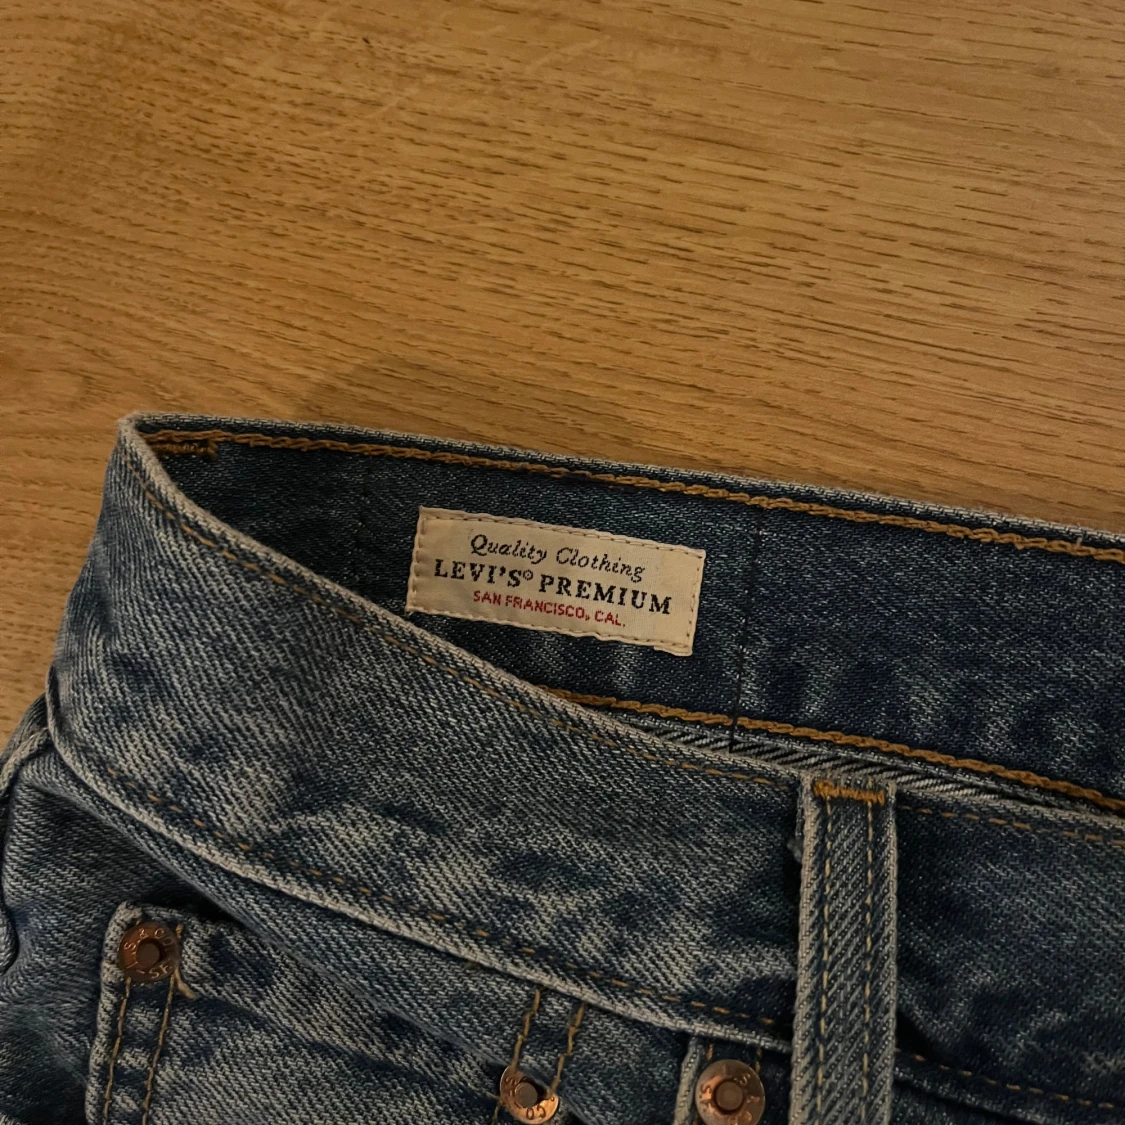 Quality Clothing
LEVI'S® PREMIUM
SAN FRANCISCO, CAL.